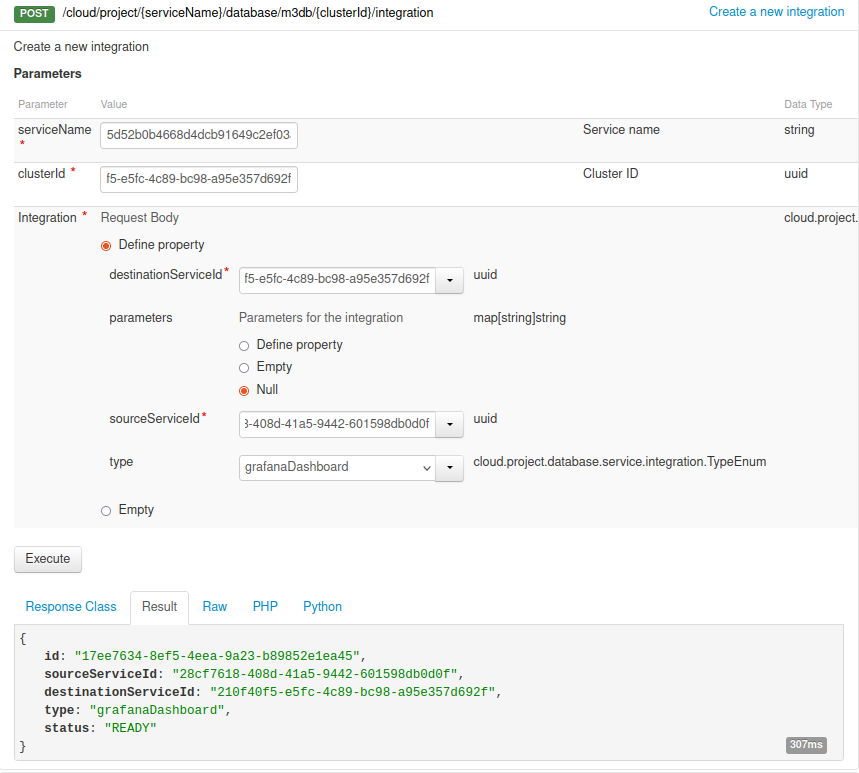 POST /cloud/project/{serviceName}/database/m3db/{clusterId}/integration Create a new integration
Create a new integration
Parameters
Parameter Value Data Type
serviceName * 5d52b0b4668d4dcb91649c2ef03 Service name string
clusterId * f5-e5fc-4c89-bc98-a95e357d692f Cluster ID uuid
Integration * Request Body cloud.project.
Define property
destinationServiceId * f5-e5fc-4c89-bc98-a95e357d692f uuid
parameters Parameters for the integration map[string]string
Define property
Empty
Null
sourceServiceId * 3-408d-41a5-9442-601598db0d0f uuid
type grafanaDashboard cloud.project.database.service.integration.TypeEnum
Empty
Execute
Response Class Result Raw PHP Python
{
id: "17ee7634-8ef5-4eea-9a23-b89852e1ea45",
sourceServiceId: "28cf7618-408d-41a5-9442-601598db0d0f",
destinationServiceId: "210f40f5-e5fc-4c89-bc98-a95e357d692f",
type: "grafanaDashboard",
status: "READY"
}
307ms